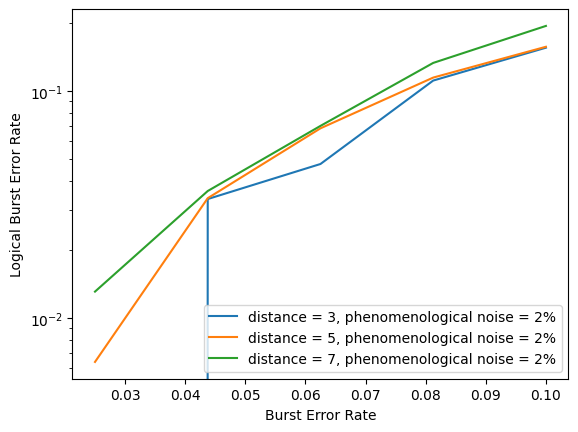 Logical Burst Error Rate
10⁻¹
10⁻²
distance = 3, phenomenological noise = 2%
distance = 5, phenomenological noise = 2%
distance = 7, phenomenological noise = 2%
0.03 0.04 0.05 0.06 0.07 0.08 0.09 0.10
Burst Error Rate